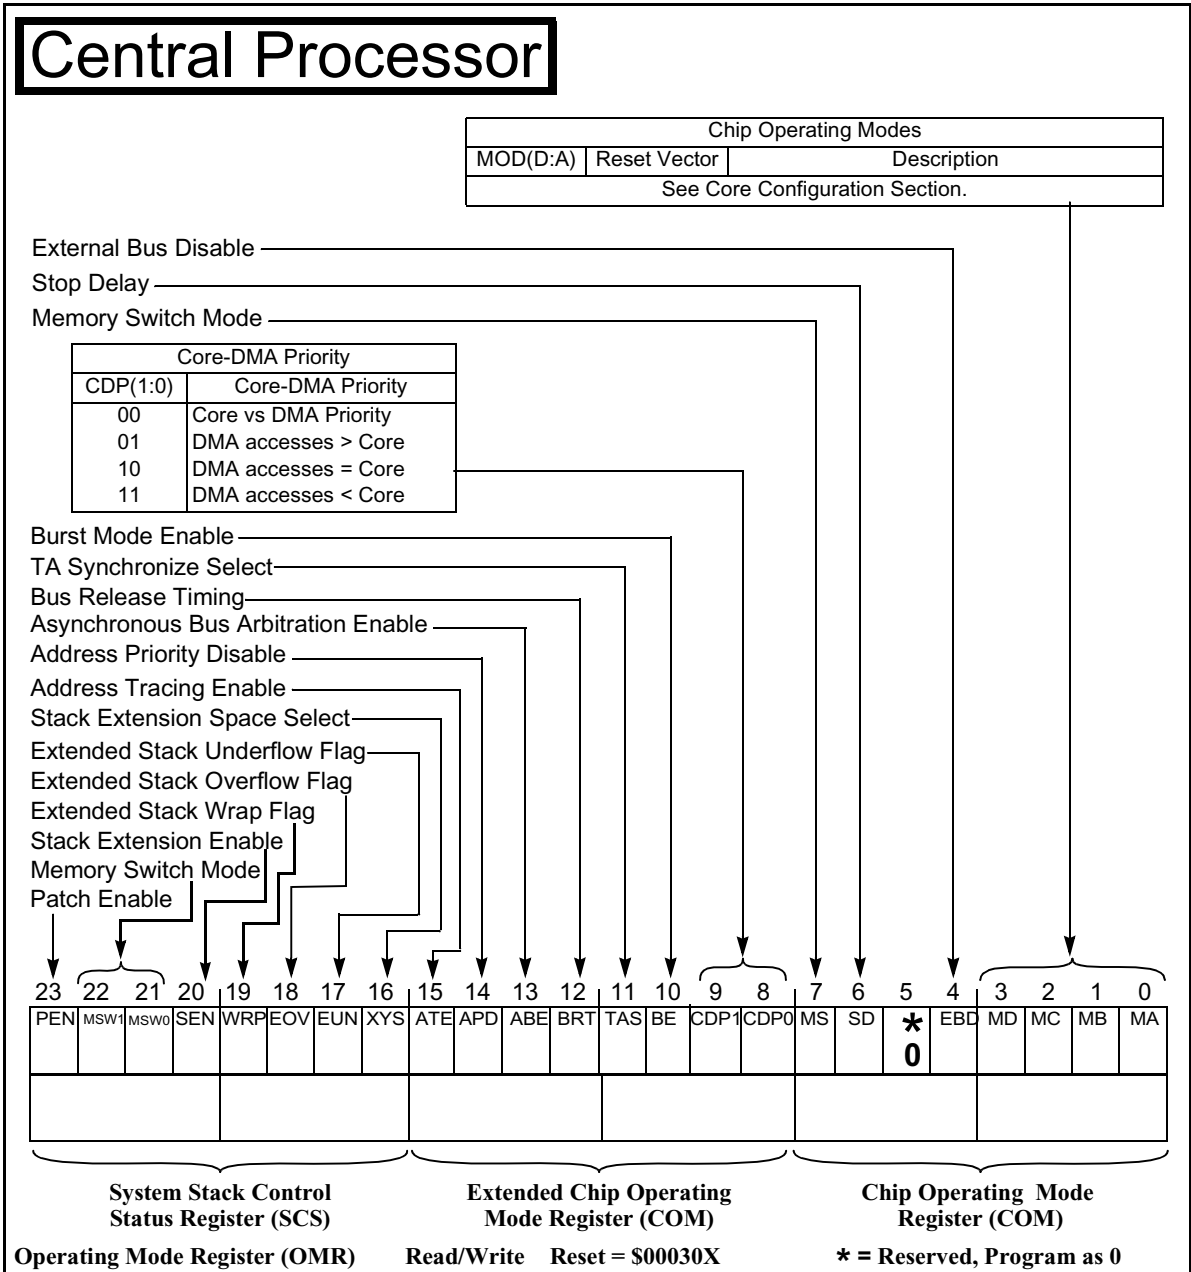 Central Processor
Chip Operating Modes
MOD(D:A) Reset Vector Description
See Core Configuration Section.
External Bus Disable
Stop Delay
Memory Switch Mode
Core-DMA Priority
CDP(1:0) Core-DMA Priority
00 Core vs DMA Priority
01 DMA accesses > Core
10 DMA accesses = Core
11 DMA accesses < Core
Burst Mode Enable
TA Synchronize Select
Bus Release Timing
Asynchronous Bus Arbitration Enable
Address Priority Disable
Address Tracing Enable
Stack Extension Space Select
Extended Stack Underflow Flag
Extended Stack Overflow Flag
Extended Stack Wrap Flag
Stack Extension Enable
Memory Switch Mode
Patch Enable
23 22 21 20 19 18 17 16 15 14 13 12 11 10 9 8 7 6 5 4 3 2 1 0
PEN MSW1 MSW0 SEN WRP EOV EUN XYS ATE APD ABE BRT TAS BE CDP1 CDP0 MS SD * EBD MD MC MB MA
0
System Stack Control
Status Register (SCS)
Extended Chip Operating
Mode Register (COM)
Chip Operating Mode
Register (COM)
Operating Mode Register (OMR) Read/Write Reset = $00030X * = Reserved, Program as 0